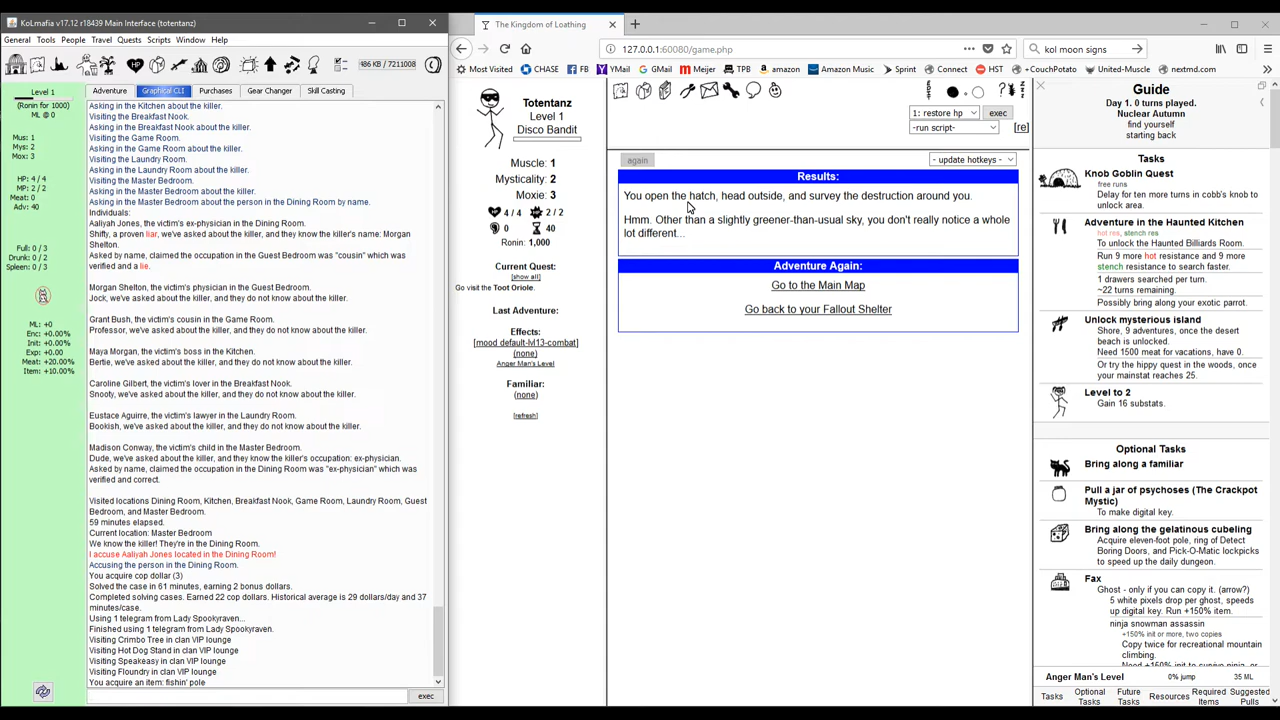 KoLmafia v17.12 r18439 Main Interface (totentanz)
General Tools People Travel Quests Scripts Window Help
486 KB / 7211008
Level 1
(Ronin for 1000)
ML @ 0
Mus: 1
Mys: 2
Mox: 3
HP: 4 / 4
MP: 2 / 2
Meat: 0
Adv: 40
Full: 0 / 3
Drunk: 0 / 2
Spleen: 0 / 3
ML: +0
Enc: +0.00%
Init: +0.00%
Exp: +0.00
Meat: +20.00%
Item: +10.00%
Adventure Graphical CLI Purchases Gear Changer Skill Casting
Asking in the Kitchen about the killer.
Visiting the Breakfast Nook.
Asking in the Breakfast Nook about the killer.
Visiting the Game Room.
Asking in the Game Room about the killer.
Visiting the Laundry Room.
Asking in the Laundry Room about the killer.
Visiting the Master Bedroom.
Asking in the Master Bedroom about the killer.
Asking in the Master Bedroom about the person in the Dining Room by name.
Individuals:
Aaliyah Jones, the victim's ex-physician in the Dining Room.
Shifty, a proven liar, we've asked about the killer, and they know the killer's name: Morgan
Shelton.
Asked by name, claimed the occupation in the Guest Bedroom was "cousin" which was
verified and a lie.
Morgan Shelton, the victim's physician in the Guest Bedroom.
Jock, we've asked about the killer, and they do not know about the killer.
Grant Bush, the victim's cousin in the Game Room.
Professor, we've asked about the killer, and they do not know about the killer.
Maya Morgan, the victim's boss in the Kitchen.
Bertie, we've asked about the killer, and they do not know about the killer.
Caroline Gilbert, the victim's lover in the Breakfast Nook.
Snooty, we've asked about the killer, and they do not know about the killer.
Eustace Aguirre, the victim's lawyer in the Laundry Room.
Bookish, we've asked about the killer, and they do not know about the killer.
Madison Conway, the victim's child in the Master Bedroom.
Dude, we've asked about the killer, and they know the killer's occupation: ex-physician.
Asked by name, claimed the occupation in the Dining Room was "ex-physician" which was
verified and correct.
Visited locations Dining Room, Kitchen, Breakfast Nook, Game Room, Laundry Room, Guest
Bedroom, and Master Bedroom.
59 minutes elapsed.
Current location: Master Bedroom
We know the killer! They're in the Dining Room.
I accuse Aaliyah Jones located in the Dining Room!
Accusing the person in the Dining Room.
You acquire cop dollar (3)
Solved the case in 61 minutes, earning 2 bonus dollars.
Completed solving cases. Earned 22 cop dollars. Historical average is 29 dollars/day and 37
minutes/case.
Using 1 telegram from Lady Spookyraven...
Finished using 1 telegram from Lady Spookyraven.
Visiting Crimbo Tree in clan VIP lounge
Visiting Hot Dog Stand in clan VIP lounge
Visiting Speakeasy in clan VIP lounge
Visiting Floundry in clan VIP lounge
You acquire an item: fishin' pole
exec
The Kingdom of Loathing
127.0.0.1:60080/game.php
kol moon signs
Most Visited CHASE FB YMail GMail Meijer TPB amazon Amazon Music Sprint Connect HST +CouchPotato United-Muscle nextmd.com
Totentanz
Level 1
Disco Bandit
Muscle: 1
Mysticality: 2
Moxie: 3
4 / 4 2 / 2
0 40
Ronin: 1,000
Current Quest:
[show all]
Go visit the Toot Oriole.
Last Adventure:
Effects:
[mood default-lvl13-combat]
(none)
Anger Man's Level
Familiar:
(none)
[refresh]
1: restore hp exec
-run script- [re]
again - update hotkeys -
Results:
You open the hatch, head outside, and survey the destruction around you.
Hmm. Other than a slightly greener-than-usual sky, you don't really notice a whole
lot different...
Adventure Again:
Go to the Main Map
Go back to your Fallout Shelter
Guide
Day 1. 0 turns played.
Nuclear Autumn
find yourself
starting back
Tasks
Knob Goblin Quest
free runs
Delay for ten more turns in cobb's knob to
unlock area.
Adventure in the Haunted Kitchen
hot res, stench res
To unlock the Haunted Billiards Room.
Run 9 more hot resistance and 9 more
stench resistance to search faster.
1 drawers searched per turn.
~22 turns remaining.
Possibly bring along your exotic parrot.
Unlock mysterious island
Shore, 9 adventures, once the desert
beach is unlocked.
Need 1500 meat for vacations, have 0.
Or try the hippy quest in the woods, once
your mainstat reaches 25.
Level to 2
Gain 16 substats.
Optional Tasks
Bring along a familiar
Pull a jar of psychoses (The Crackpot
Mystic)
To make digital key.
Bring along the gelatinous cubeling
Acquire eleven-foot pole, ring of Detect
Boring Doors, and Pick-O-Matic lockpicks
to speed up the daily dungeon.
Fax
Ghost - only if you can copy it. (arrow?)
5 white pixels drop per ghost, speeds
up digital key. Run +150% item.
ninja snowman assassin
+150% init or more, two copies
Copy twice for recreational mountain
climbing.
Need +150% init to survive ninja, or
Anger Man's Level 0% jump 35 ML
Tasks Optional Tasks Future Tasks Resources Required Items Suggested Pulls